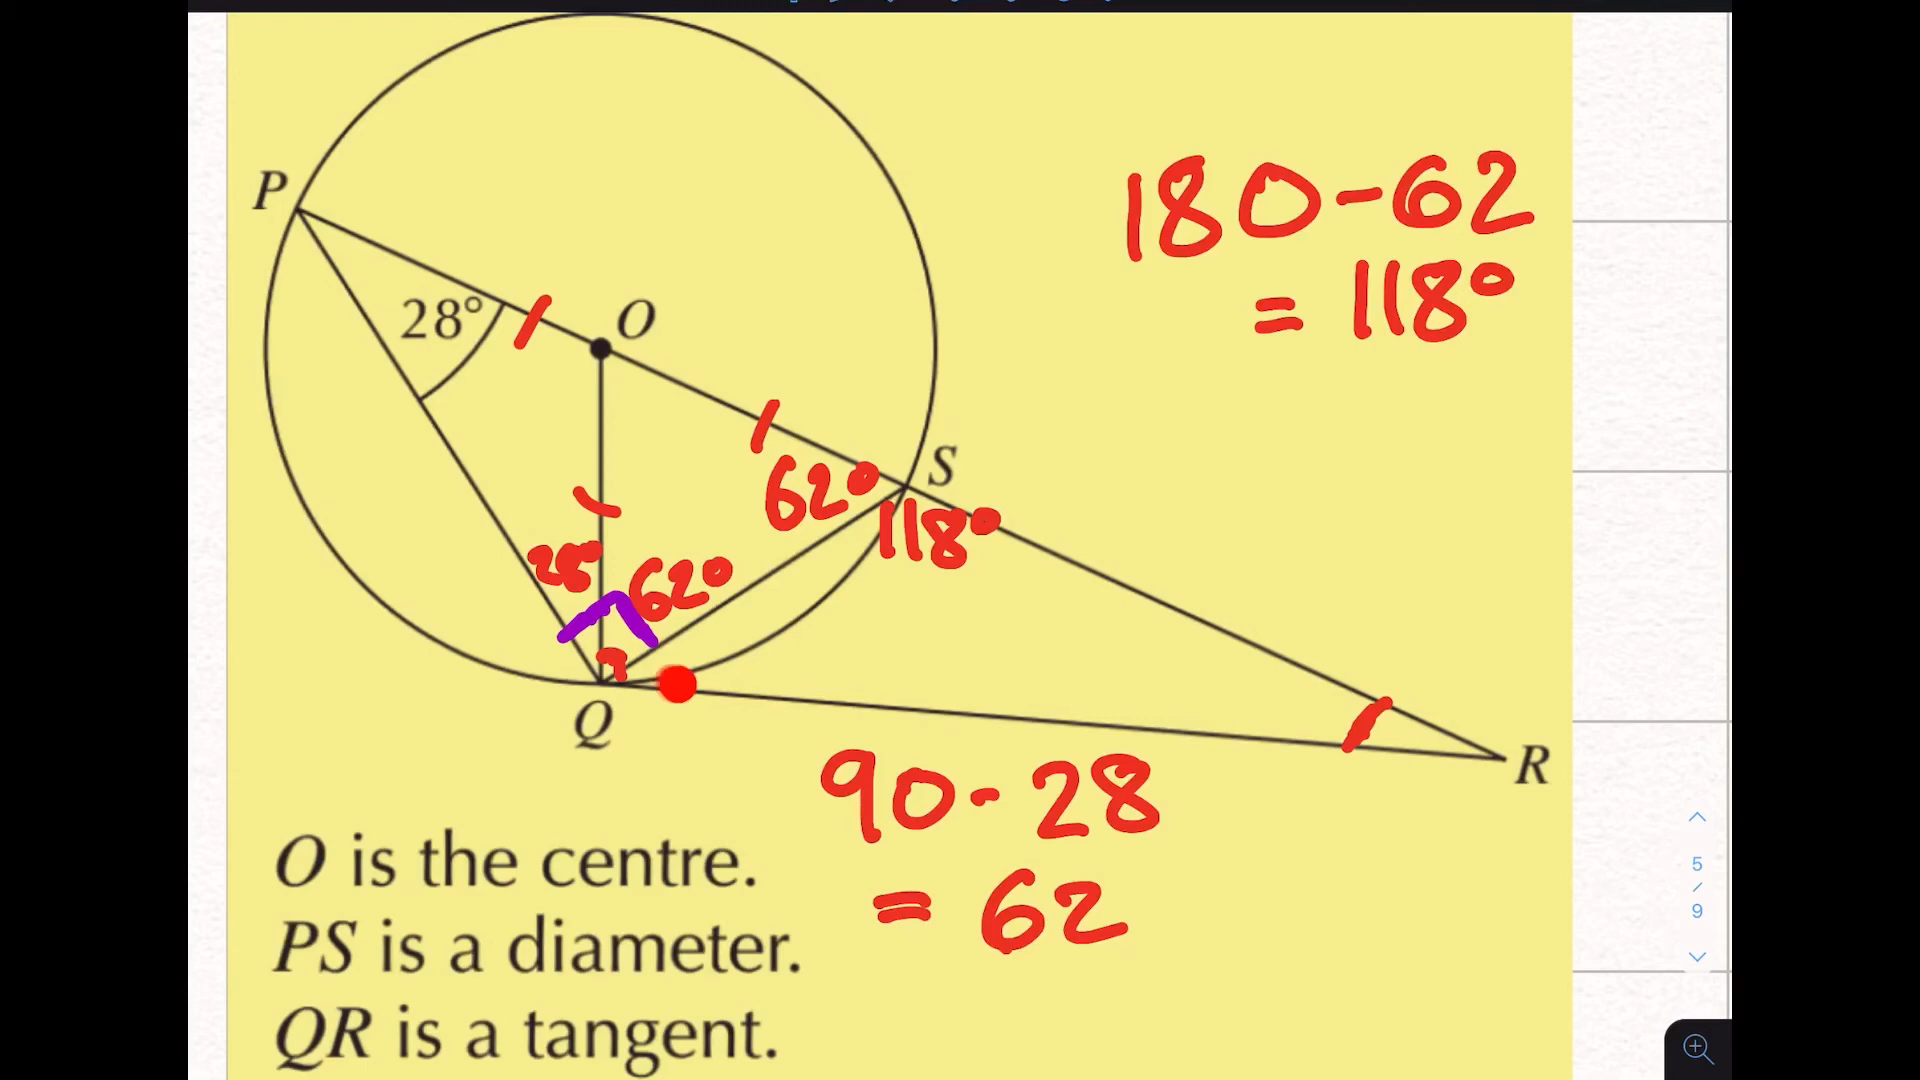 180-62
= 118°
P
28°
O
S
62°
118°
28°
62°
Q
R
90-28
= 62
O is the centre.
PS is a diameter.
QR is a tangent.
5
/
9